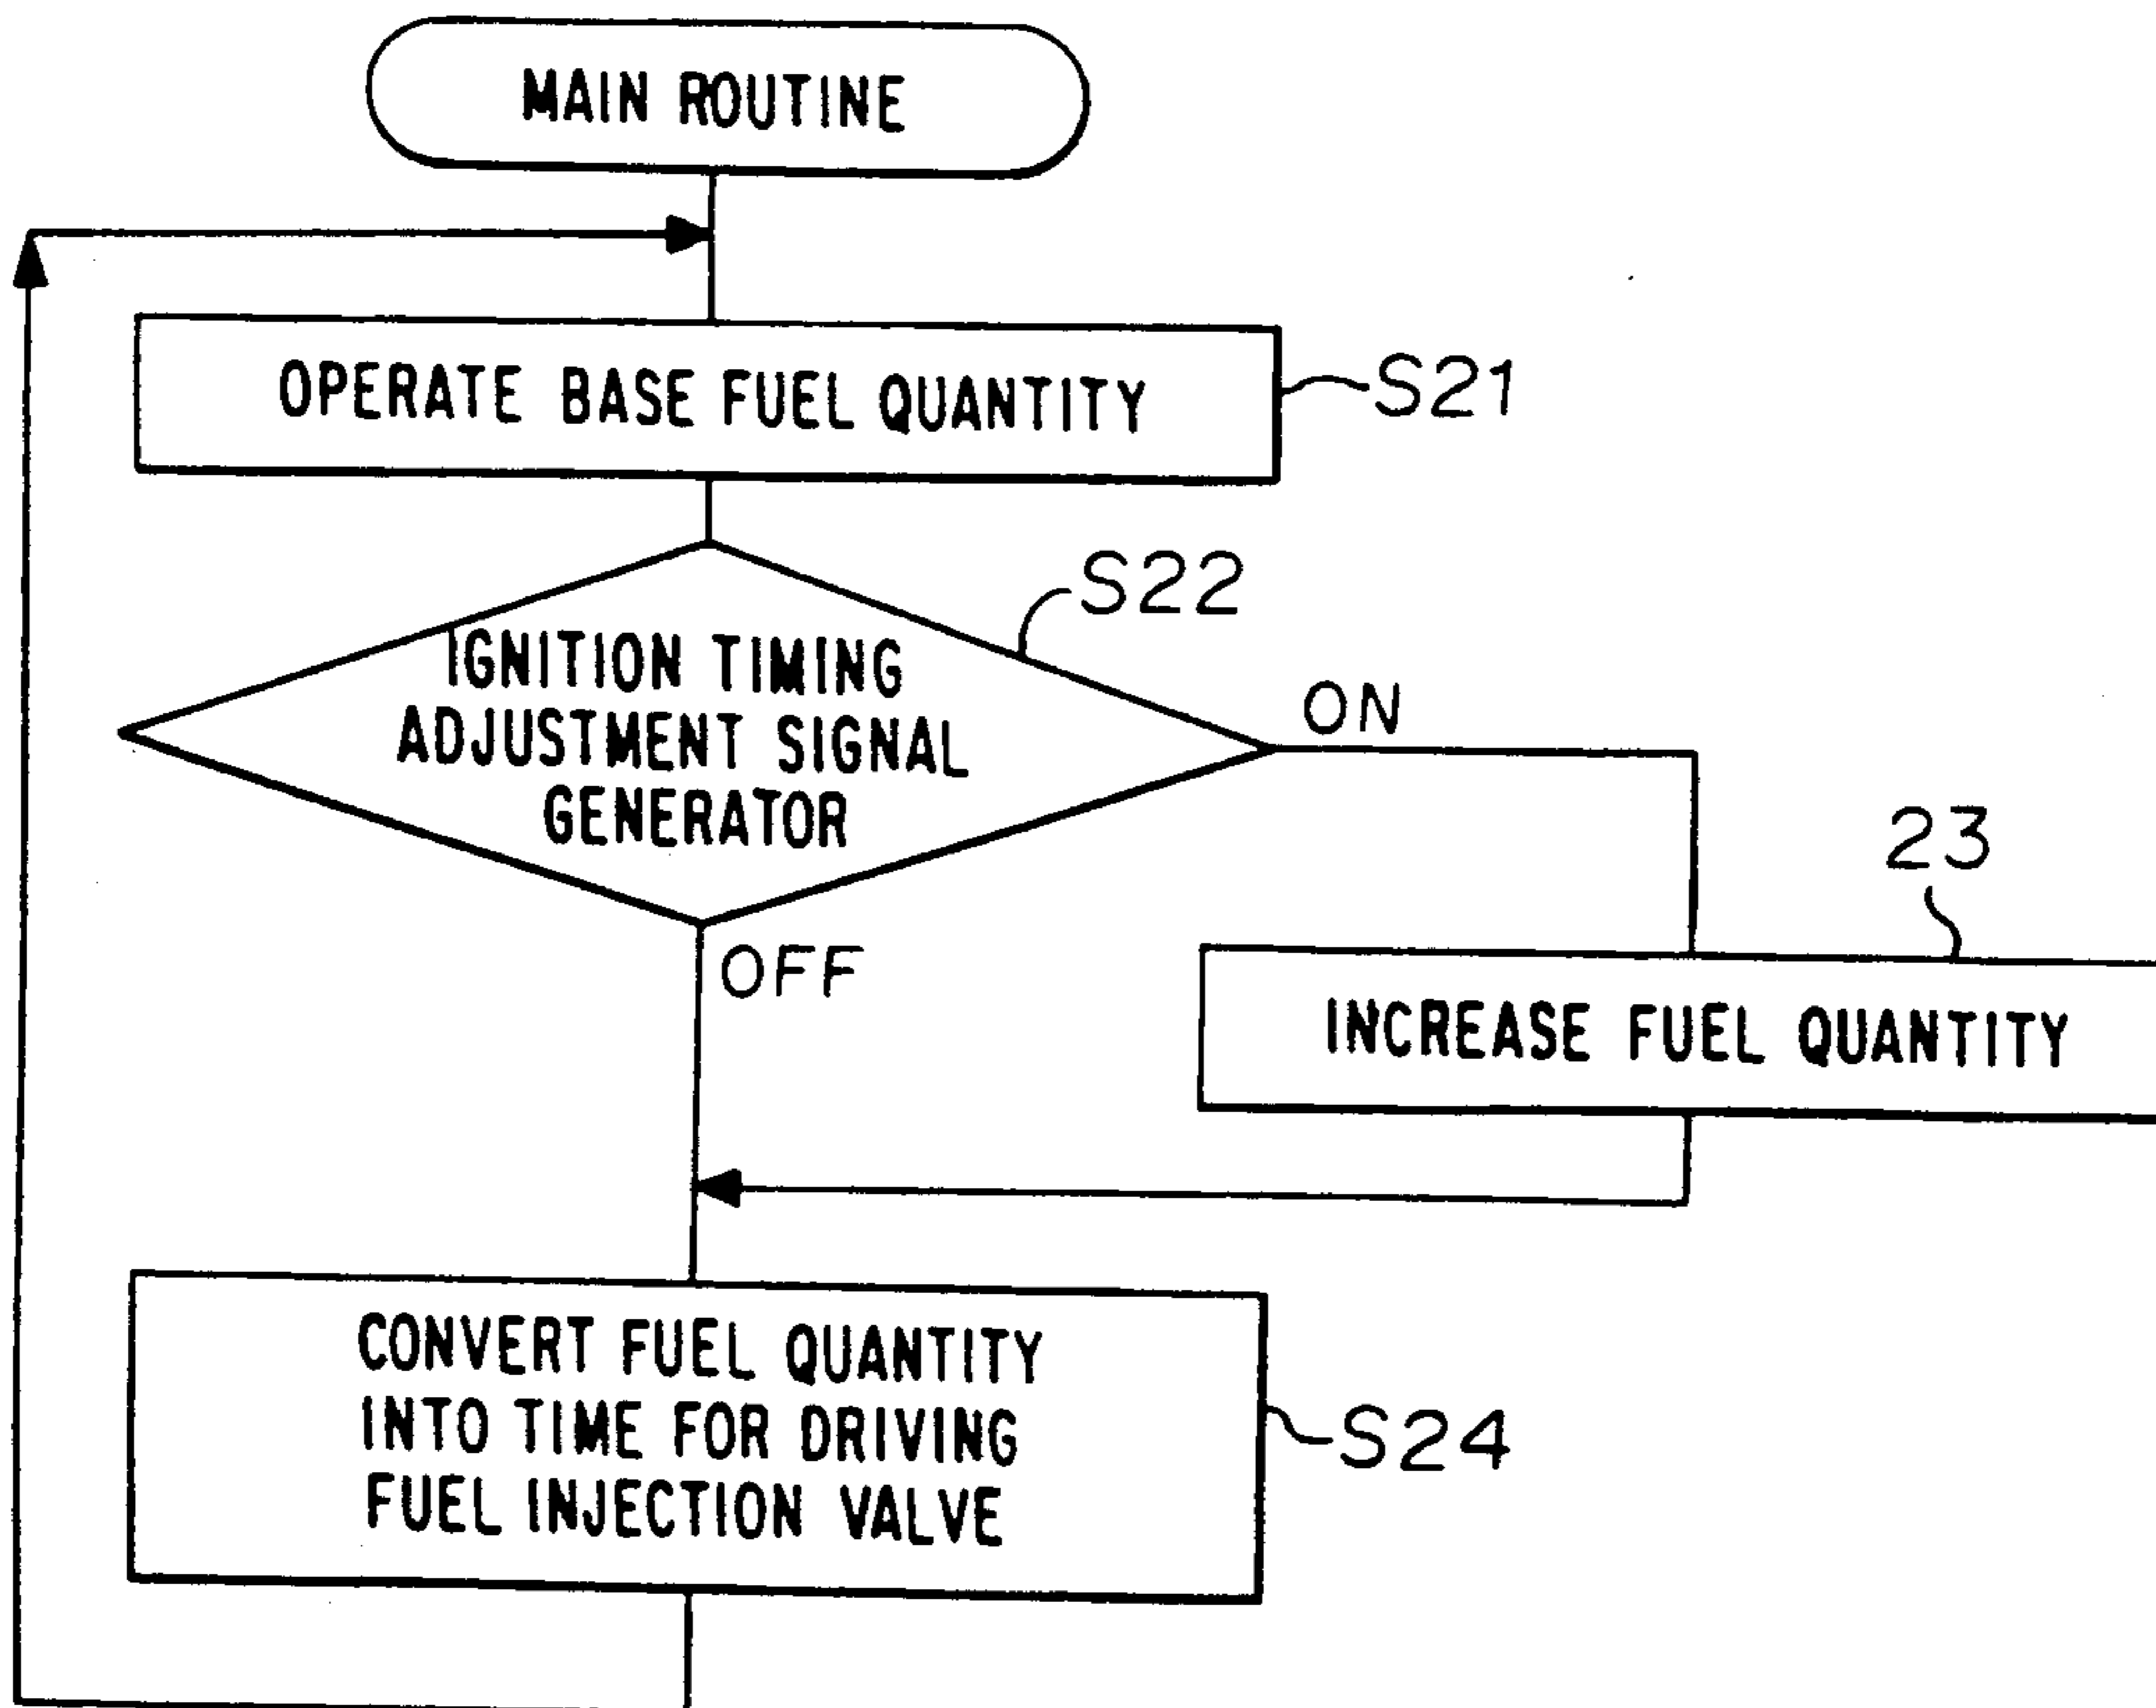 MAIN ROUTINE
OPERATE BASE FUEL QUANTITY
S21
S22
IGNITION TIMING
ADJUSTMENT SIGNAL
GENERATOR
ON
OFF
23
INCREASE FUEL QUANTITY
CONVERT FUEL QUANTITY
INTO TIME FOR DRIVING
FUEL INJECTION VALVE
S24